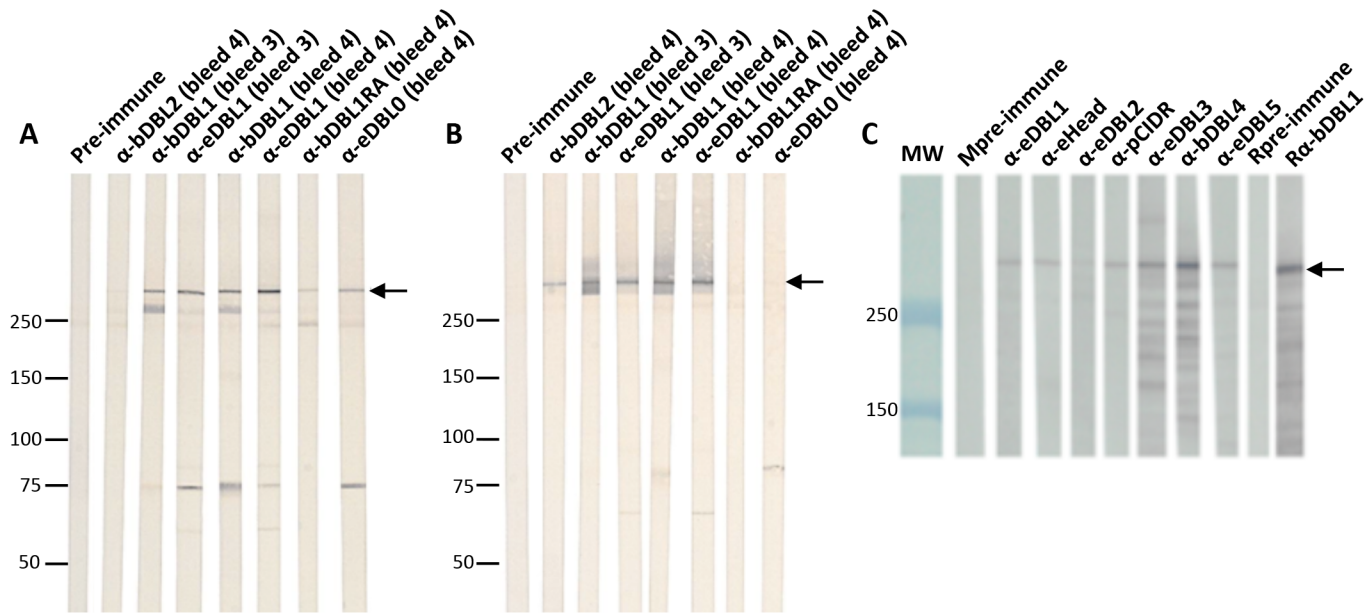 A
Pre-immune
α-bDBL2 (bleed 4)
α-bDBL1 (bleed 3)
α-eDBL1 (bleed 3)
α-bDBL1 (bleed 4)
α-eDBL1 (bleed 4)
α-bDBL1RA (bleed 4)
α-eDBL0 (bleed 4)
250
150
100
75
50
B
Pre-immune
α-bDBL2 (bleed 4)
α-bDBL1 (bleed 3)
α-eDBL1 (bleed 3)
α-bDBL1 (bleed 4)
α-eDBL1 (bleed 4)
α-bDBL1RA (bleed 4)
α-eDBL0 (bleed 4)
250
150
100
75
50
C
MW
Mpre-immune
α-eDBL1
α-eHead
α-eDBL2
α-pCIDR
α-eDBL3
α-bDBL4
α-eDBL5
Rpre-immune
Rα-bDBL1
250
150